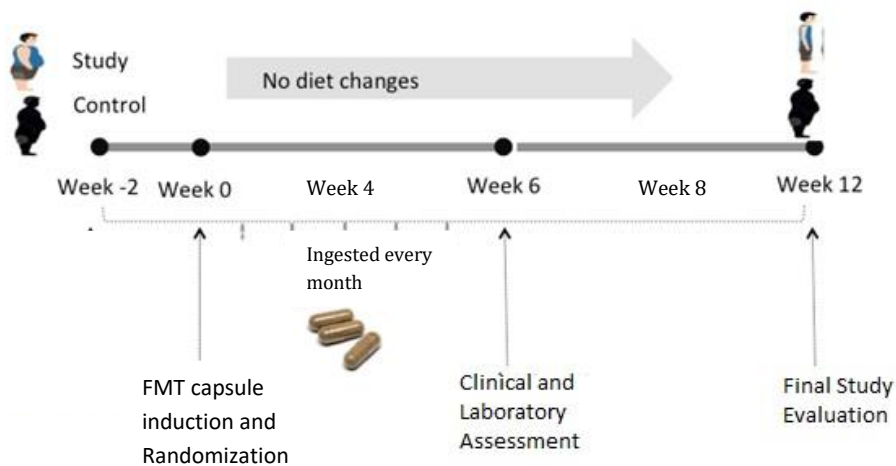 Study
Control
No diet changes
Week -2
Week 0
Week 4
Week 6
Week 8
Week 12
Ingested every
month
FMT capsule
induction and
Randomization
Clinical and
Laboratory
Assessment
Final Study
Evaluation